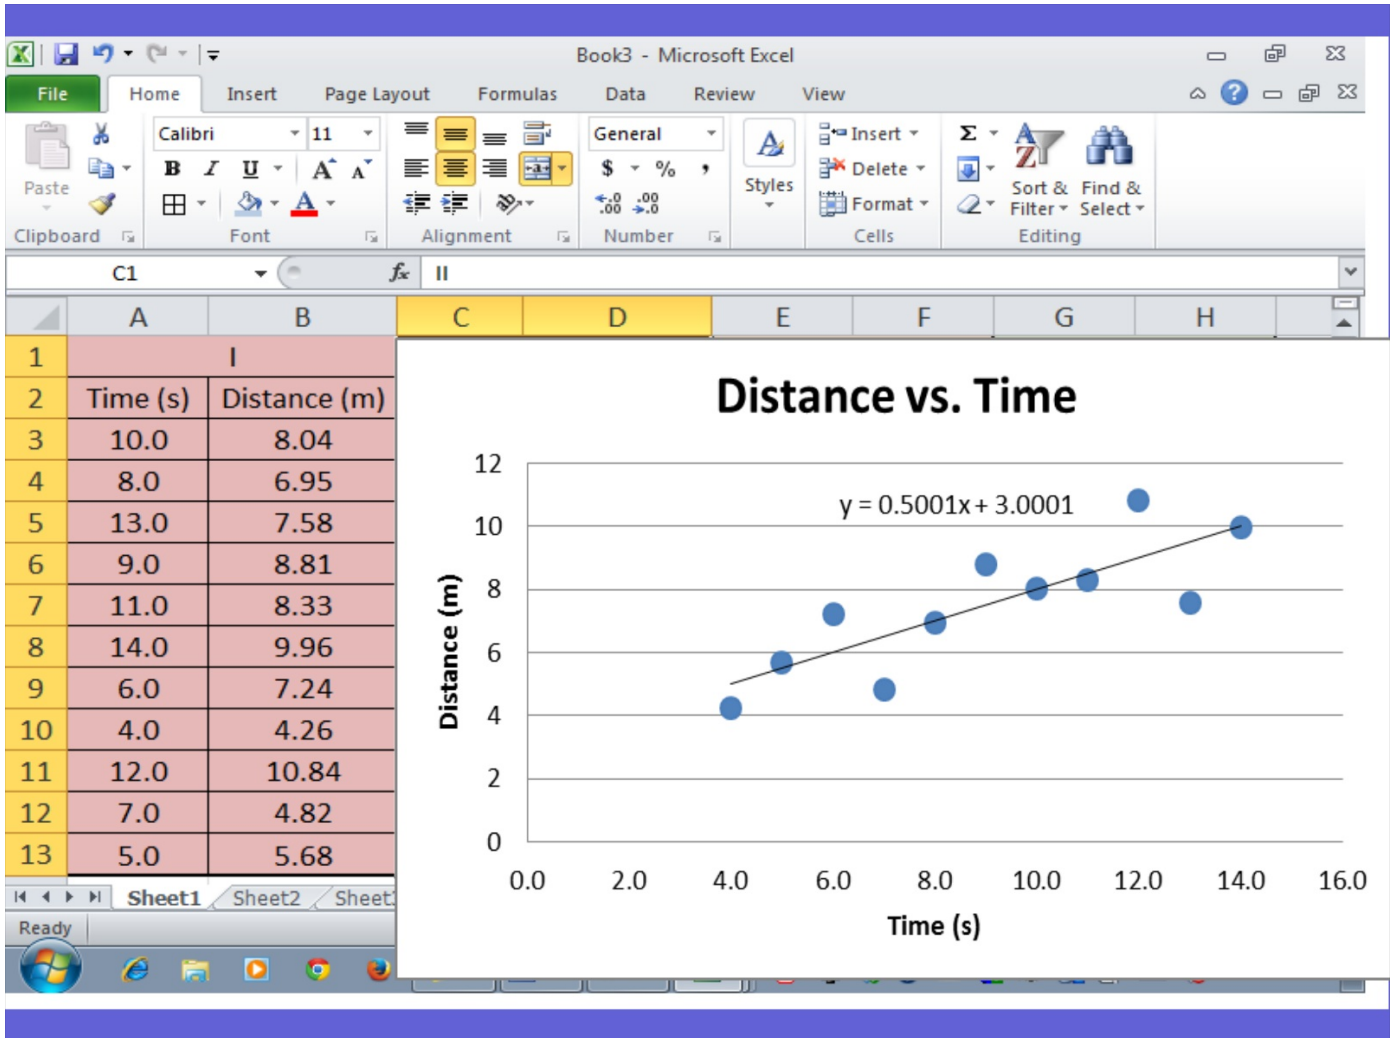 Book3 - Microsoft Excel
File Home Insert Page Layout Formulas Data Review View
Calibri 11 General Insert Σ
B I U A A $ % , Styles Delete Sort & Find &
Paste A .0 .00 .00 .0 Format Filter Select
Clipboard Font Alignment Number Cells Editing
C1 fx II
A B C D E F G H
1 I
2 Time (s) Distance (m)
3 10.0 8.04
4 8.0 6.95
5 13.0 7.58
6 9.0 8.81
7 11.0 8.33
8 14.0 9.96
9 6.0 7.24
10 4.0 4.26
11 12.0 10.84
12 7.0 4.82
13 5.0 5.68
Sheet1 Sheet2 Sheet
Ready
Distance vs. Time
y = 0.5001x + 3.0001
Distance (m)
12
10
8
6
4
2
0
0.0 2.0 4.0 6.0 8.0 10.0 12.0 14.0 16.0
Time (s)